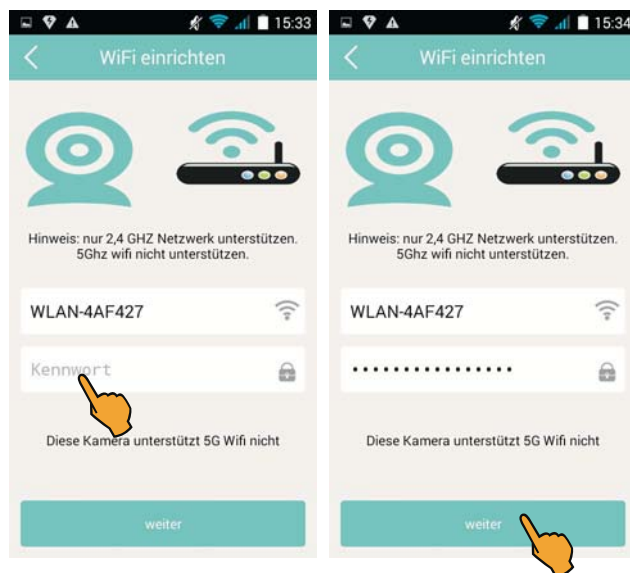 15:33
WiFi einrichten
Hinweis: nur 2,4 GHZ Netzwerk unterstützen.
5Ghz wifi nicht unterstützen.
WLAN-4AF427
Kennwort
Diese Kamera unterstützt 5G Wifi nicht
weiter
15:34
WiFi einrichten
Hinweis: nur 2,4 GHZ Netzwerk unterstützen.
5Ghz wifi nicht unterstützen.
WLAN-4AF427
••••••••••••••••
Diese Kamera unterstützt 5G Wifi nicht
weiter